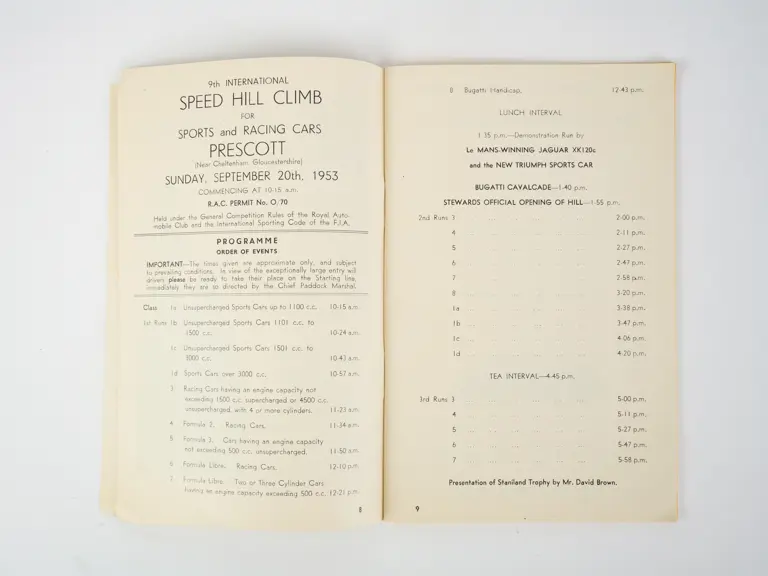 9th INTERNATIONAL
SPEED HILL CLIMB
FOR
SPORTS and RACING CARS
PRESCOTT
(Near Cheltenham, Gloucestershire)
SUNDAY, SEPTEMBER 20th, 1953
COMMENCING AT 10-15 a.m.
R.A.C. PERMIT No. O/70
Held under the General Competition Rules of the Royal Auto-
mobile Club and the International Sporting Code of the F.I.A.
PROGRAMME
ORDER OF EVENTS
IMPORTANT—The times given are approximate only, and subject
to prevailing conditions. In view of the exceptionally large entry will
drivers please be ready to take their place on the Starting line,
immediately they are so directed by the Chief Paddock Marshal.
Class 1a Unsupercharged Sports Cars up to 1100 c.c. 10-15 a.m.
1st Runs 1b Unsupercharged Sports Cars 1101 c.c. to
1500 c.c. 10-24 a.m.
1c Unsupercharged Sports Cars 1501 c.c. to
3000 c.c. 10-43 a.m.
1d Sports Cars over 3000 c.c. 10-57 a.m.
3 Racing Cars having an engine capacity not
exceeding 1500 c.c. supercharged or 4500 c.c.
unsupercharged, with 4 or more cylinders. 11-23 a.m.
4 Formula 2. Racing Cars. 11-34 a.m.
5 Formula 3. Cars having an engine capacity
not exceeding 500 c.c. unsupercharged. 11-50 a.m.
6 Formula Libre. Racing Cars. 12-10 p.m.
7 Formula Libre. Two or Three Cylinder Cars
having an engine capacity exceeding 500 c.c. 12-21 p.m.
8
8 Bugatti Handicap. 12-43 p.m.
LUNCH INTERVAL
1 15 p.m.—Demonstration Run by
Le MANS-WINNING JAGUAR XK120c
and the NEW TRIUMPH SPORTS CAR
BUGATTI CAVALCADE—1-40 p.m.
STEWARDS OFFICIAL OPENING OF HILL—1-55 p.m.
2nd Runs 3 ... ... ... ... 2-00 p.m.
4 ... ... ... ... 2-11 p.m.
5 ... ... ... ... 2-27 p.m.
6 ... ... ... ... 2-47 p.m.
7 ... ... ... ... 2-58 p.m.
8 ... ... ... ... 3-20 p.m.
1a ... ... ... ... 3-38 p.m.
1b ... ... ... ... 3-47 p.m.
1c ... ... ... ... 4-06 p.m.
1d ... ... ... ... 4-20 p.m.
TEA INTERVAL—4-45 p.m.
3rd Runs 3 ... ... ... ... 5-00 p.m.
4 ... ... ... ... 5-11 p.m.
5 ... ... ... ... 5-27 p.m.
6 ... ... ... ... 5-47 p.m.
7 ... ... ... ... 5-58 p.m.
Presentation of Staniland Trophy by Mr. David Brown.
9